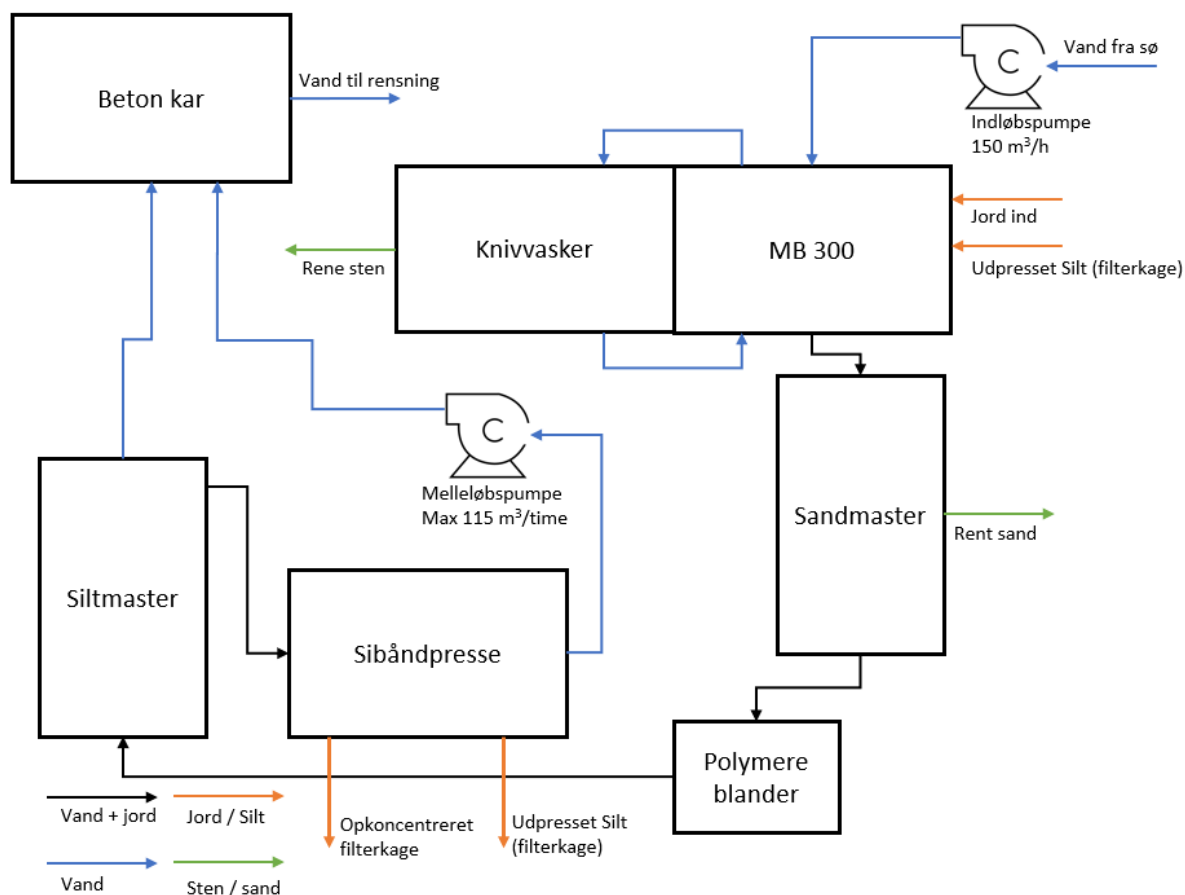 Beton kar
Vand til rensning
C
Vand fra sø
Indløbspumpe
150 m³/h
Knivvasker
MB 300
Jord ind
Udpresset Silt (filterkage)
Rene sten
C
Melleløbspumpe
Max 115 m³/time
Sandmaster
Rent sand
Siltmaster
Sibåndpresse
Polymere
blander
Opkoncentreret
filterkage
Udpresset Silt
(filterkage)
Vand + jord
Jord / Silt
Vand
Sten / sand